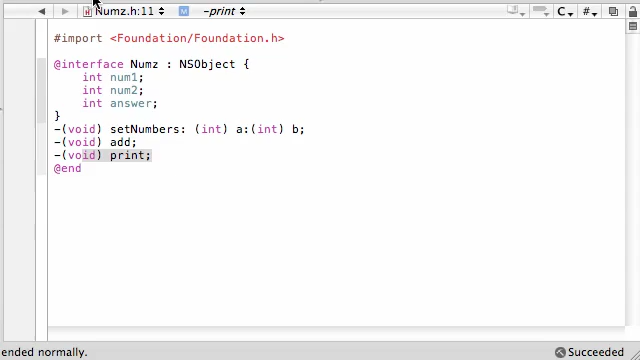 Numz.h:11 M -print C # 
#import <Foundation/Foundation.h>
@interface Numz : NSObject {
int num1;
int num2;
int answer;
}
-(void) setNumbers: (int) a:(int) b;
-(void) add;
-(void) print;
@end
ended normally. Succeeded